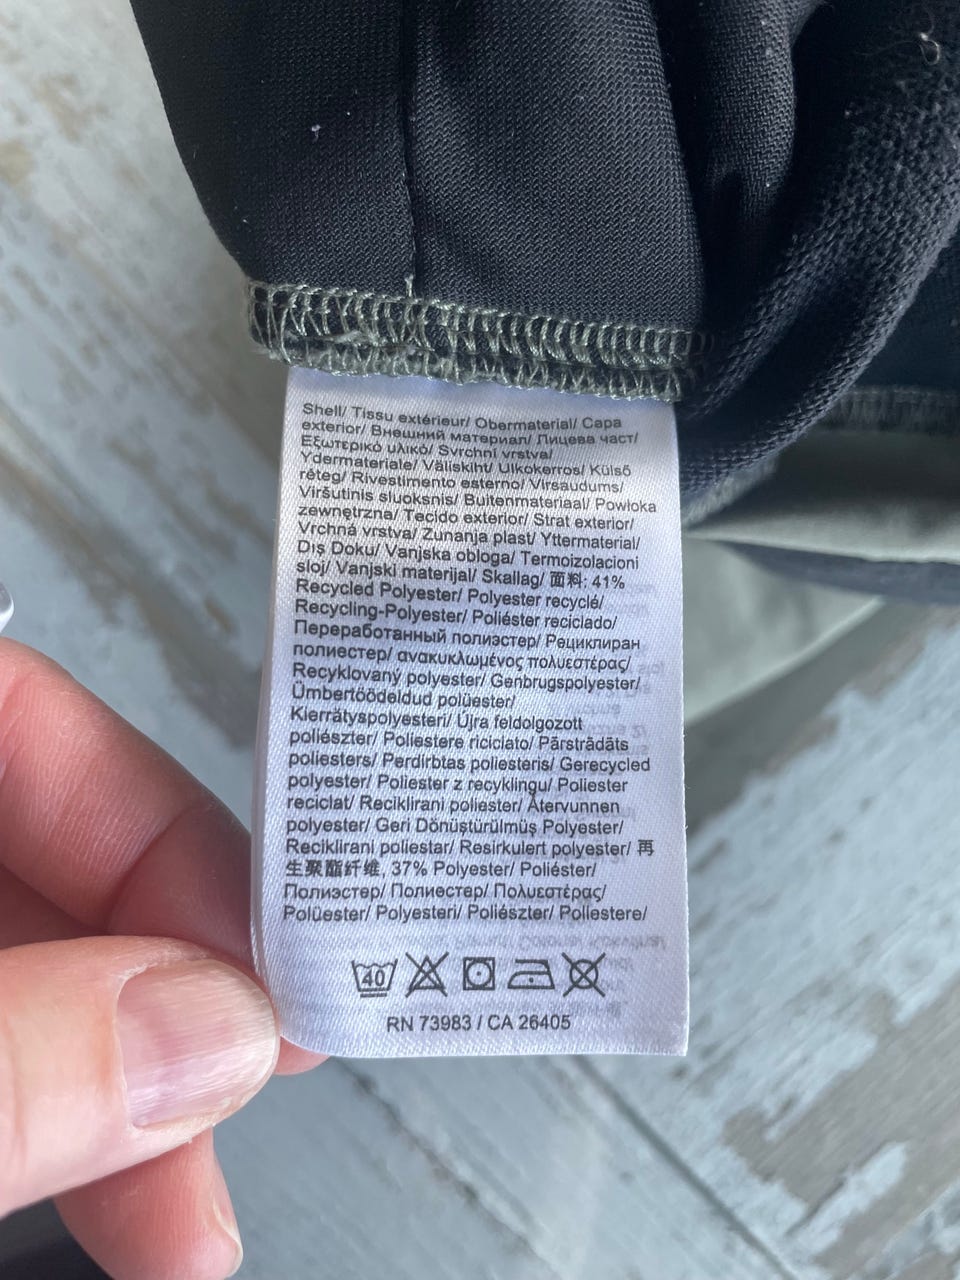 Shell/ Tissu extérieur/ Obermaterial/ Capa
exterior/ Внешний материал/ Лицева част/
Εξωτερικό υλικό/ Svrchní vrstva/
Ydermateriale/ Väliskiht/ Ulkokerros/ Külső
réteg/ Rivestimento esterno/ Virsaudums/
Viršutinis sluoksnis/ Buitenmateriaal/ Powłoka
zewnętrzna/ Tecido exterior/ Strat exterior/
Vrchná vrstva/ Zunanja plast/ Yttermaterial/
Dış Doku/ Vanjska obloga/ Termoizolacioni
sloj/ Vanjski materijal/ Skallag/ 面料: 41%
Recycled Polyester/ Polyester recyclé/
Recycling-Polyester/ Poliéster reciclado/
Переработанный полиэстер/ Рециклиран
полиестер/ ανακυκλωμένος πολυεστέρας/
Recyklovaný polyester/ Genbrugspolyester/
Ümbertöödeldud polüester/
Kierrätyspolyesteri/ Újra feldolgozott
poliészter/ Poliestere riciclato/ Pārstrādāts
poliesters/ Perdirbtas poliesteris/ Gerecycled
polyester/ Poliester z recyklingu/ Poliester
reciclat/ Reciklirani poliester/ Återvunnen
polyester/ Geri Dönüştürülmüş Polyester/
Reciklirani poliestar/ Resirkulert polyester/ 再
生聚酯纤维, 37% Polyester/ Poliéster/
Полиэстер/ Полиестер/ Πολυεστέρας/
Polüester/ Polyesteri/ Poliészter/ Poliestere/
40
RN 73983 / CA 26405